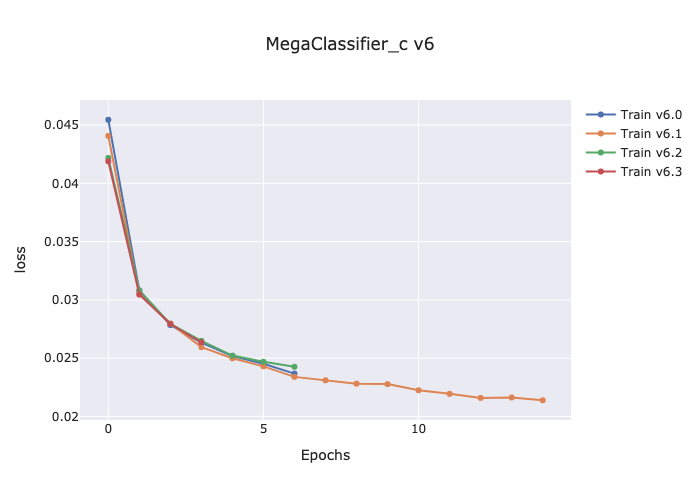 MegaClassifier_c v6
Train v6.0
Train v6.1
Train v6.2
Train v6.3
0.045
0.04
0.035
0.03
0.025
0.02
loss
0 5 10
Epochs